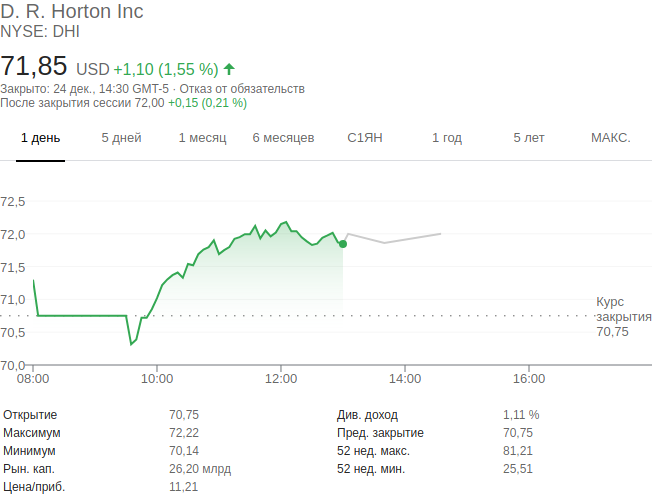 D. R. Horton Inc
NYSE: DHI
71,85 USD +1,10 (1,55 %)
Закрыто: 24 дек., 14:30 GMT-5 · Отказ от обязательств
После закрытия сессии 72,00 +0,15 (0,21 %)
1 день 5 дней 1 месяц 6 месяцев С1ЯН 1 год 5 лет МАКС.
72,5
72,0
71,5
71,0
70,5
70,0
Курс
закрытия
70,75
08:00 10:00 12:00 14:00 16:00
Открытие 70,75 Див. доход 1,11 %
Максимум 72,22 Пред. закрытие 70,75
Минимум 70,14 52 нед. макс. 81,21
Рын. кап. 26,20 млрд 52 нед. мин. 25,51
Цена/приб. 11,21